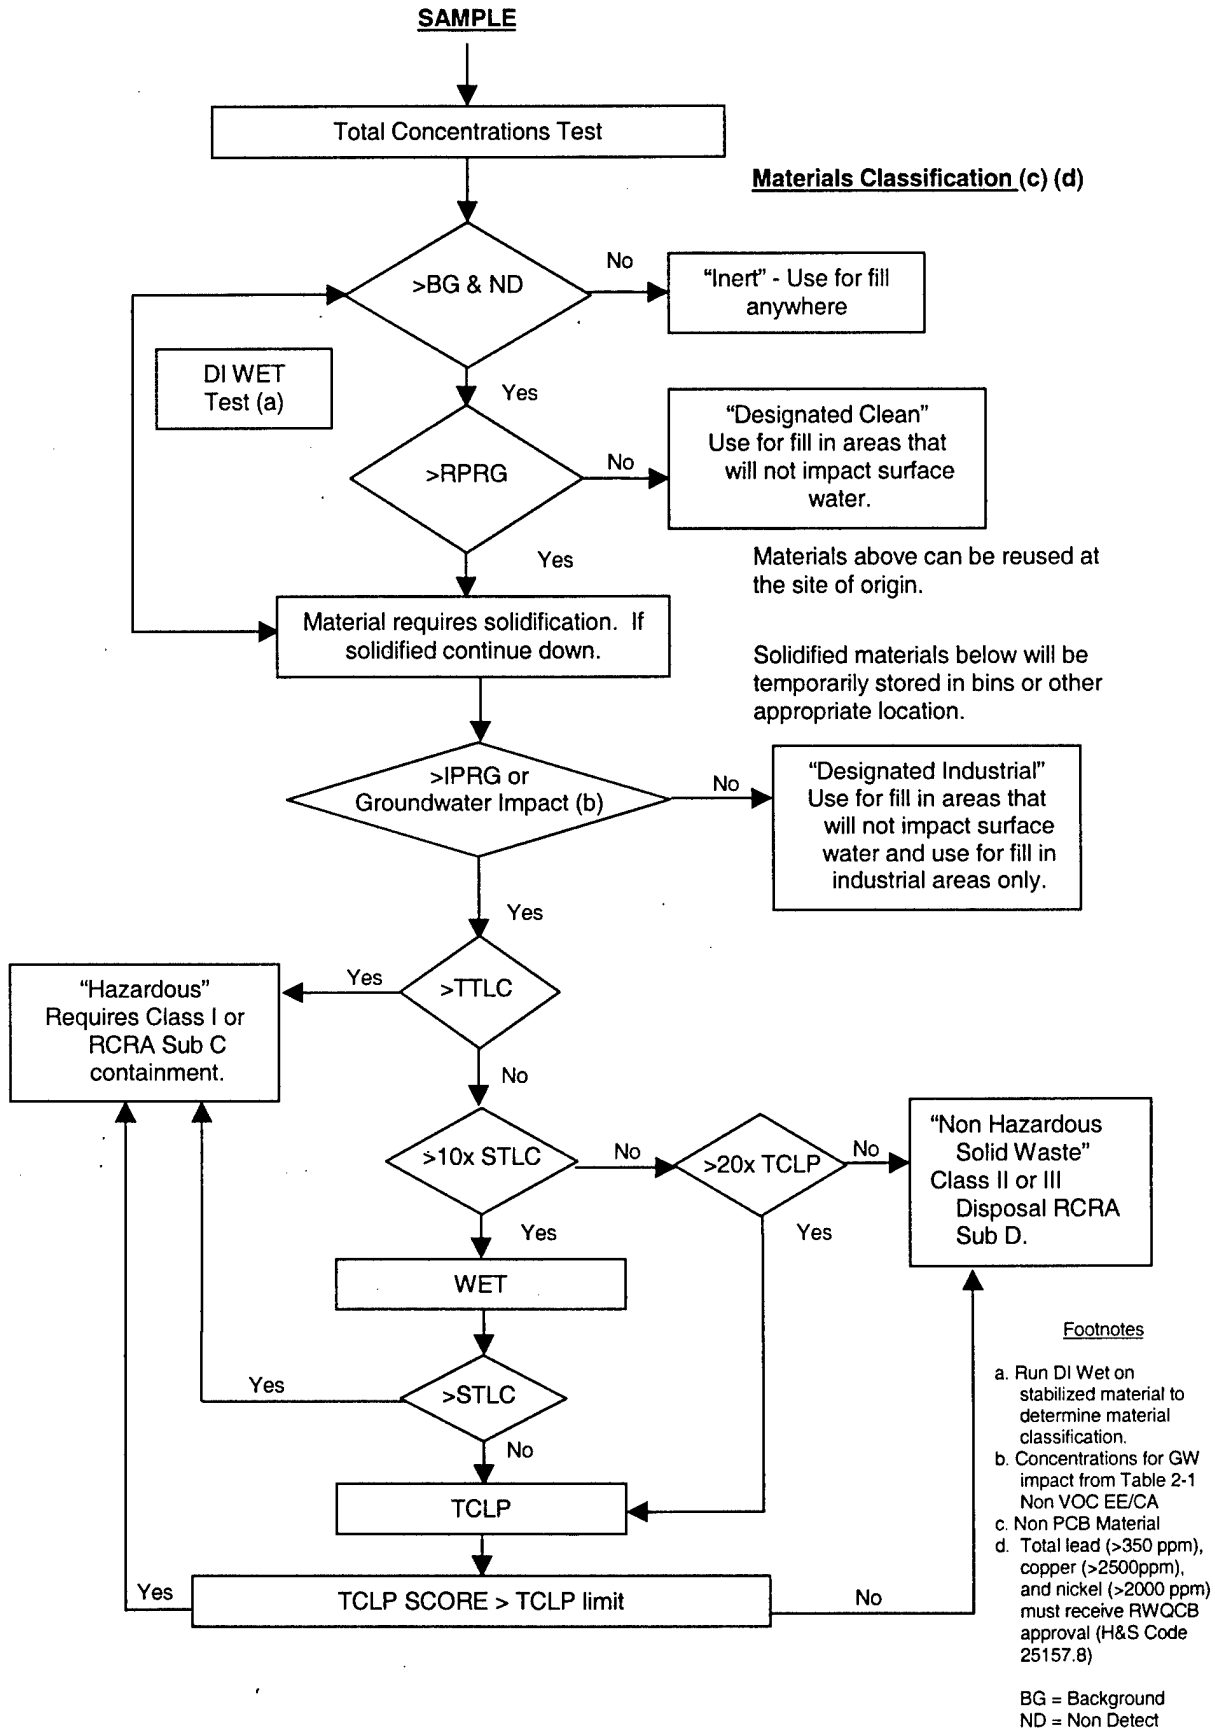 SAMPLE
Total Concentrations Test
Materials Classification (c) (d)
>BG & ND
No
"Inert" - Use for fill
anywhere
DI WET
Test (a)
Yes
"Designated Clean"
Use for fill in areas that
will not impact surface
water.
>RPRG
No
Yes
Materials above can be reused at
the site of origin.
Material requires solidification. If
solidified continue down.
Solidified materials below will be
temporarily stored in bins or other
appropriate location.
>IPRG or
Groundwater Impact (b)
No
"Designated Industrial"
Use for fill in areas that
will not impact surface
water and use for fill in
industrial areas only.
Yes
>TTLC
Yes
"Hazardous"
Requires Class I or
RCRA Sub C
containment.
No
>10x STLC
No
>20x TCLP
No
"Non Hazardous
Solid Waste"
Class II or III
Disposal RCRA
Sub D.
Yes
Yes
WET
>STLC
Yes
No
TCLP
TCLP SCORE > TCLP limit
Yes
No
Footnotes
a. Run DI Wet on
stabilized material to
determine material
classification.
b. Concentrations for GW
impact from Table 2-1
Non VOC EE/CA
c. Non PCB Material
d. Total lead (>350 ppm),
copper (>2500ppm),
and nickel (>2000 ppm)
must receive RWQCB
approval (H&S Code
25157.8)
BG = Background
ND = Non Detect